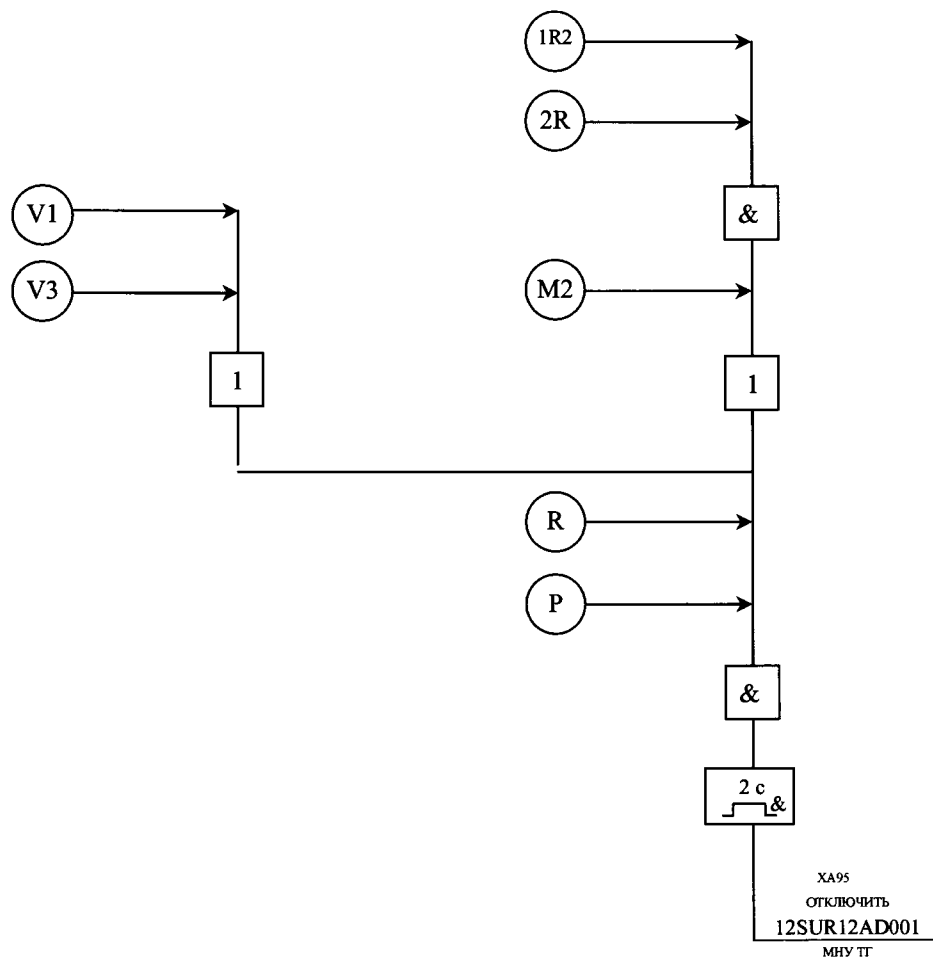 1R2
2R
V1
&
V3
M2
1
1
R
P
&
2 с
&
XA95
ОТКЛЮЧИТЬ
12SUR12AD001
МНУ ТГ